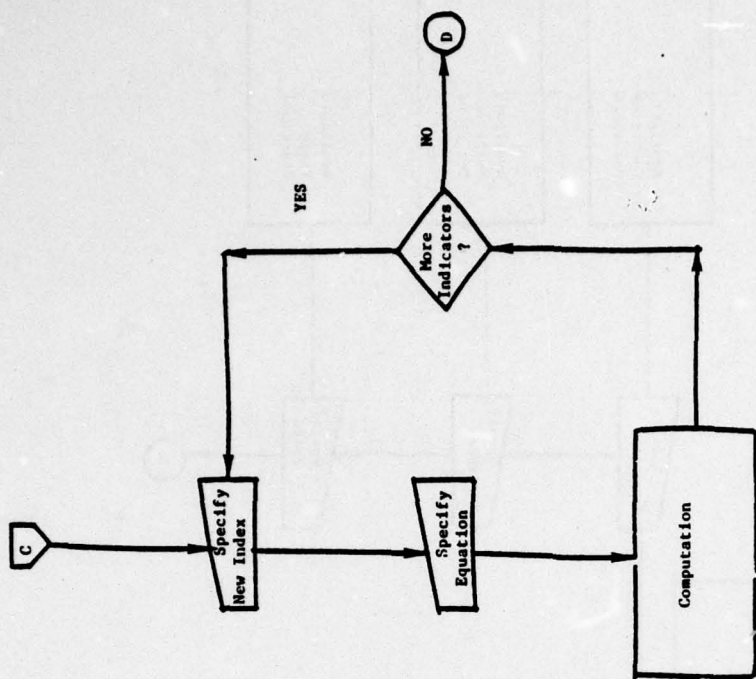 C
Specify
New Index
Specify
Equation
Computation
More
Indicators
?
YES
NO
D